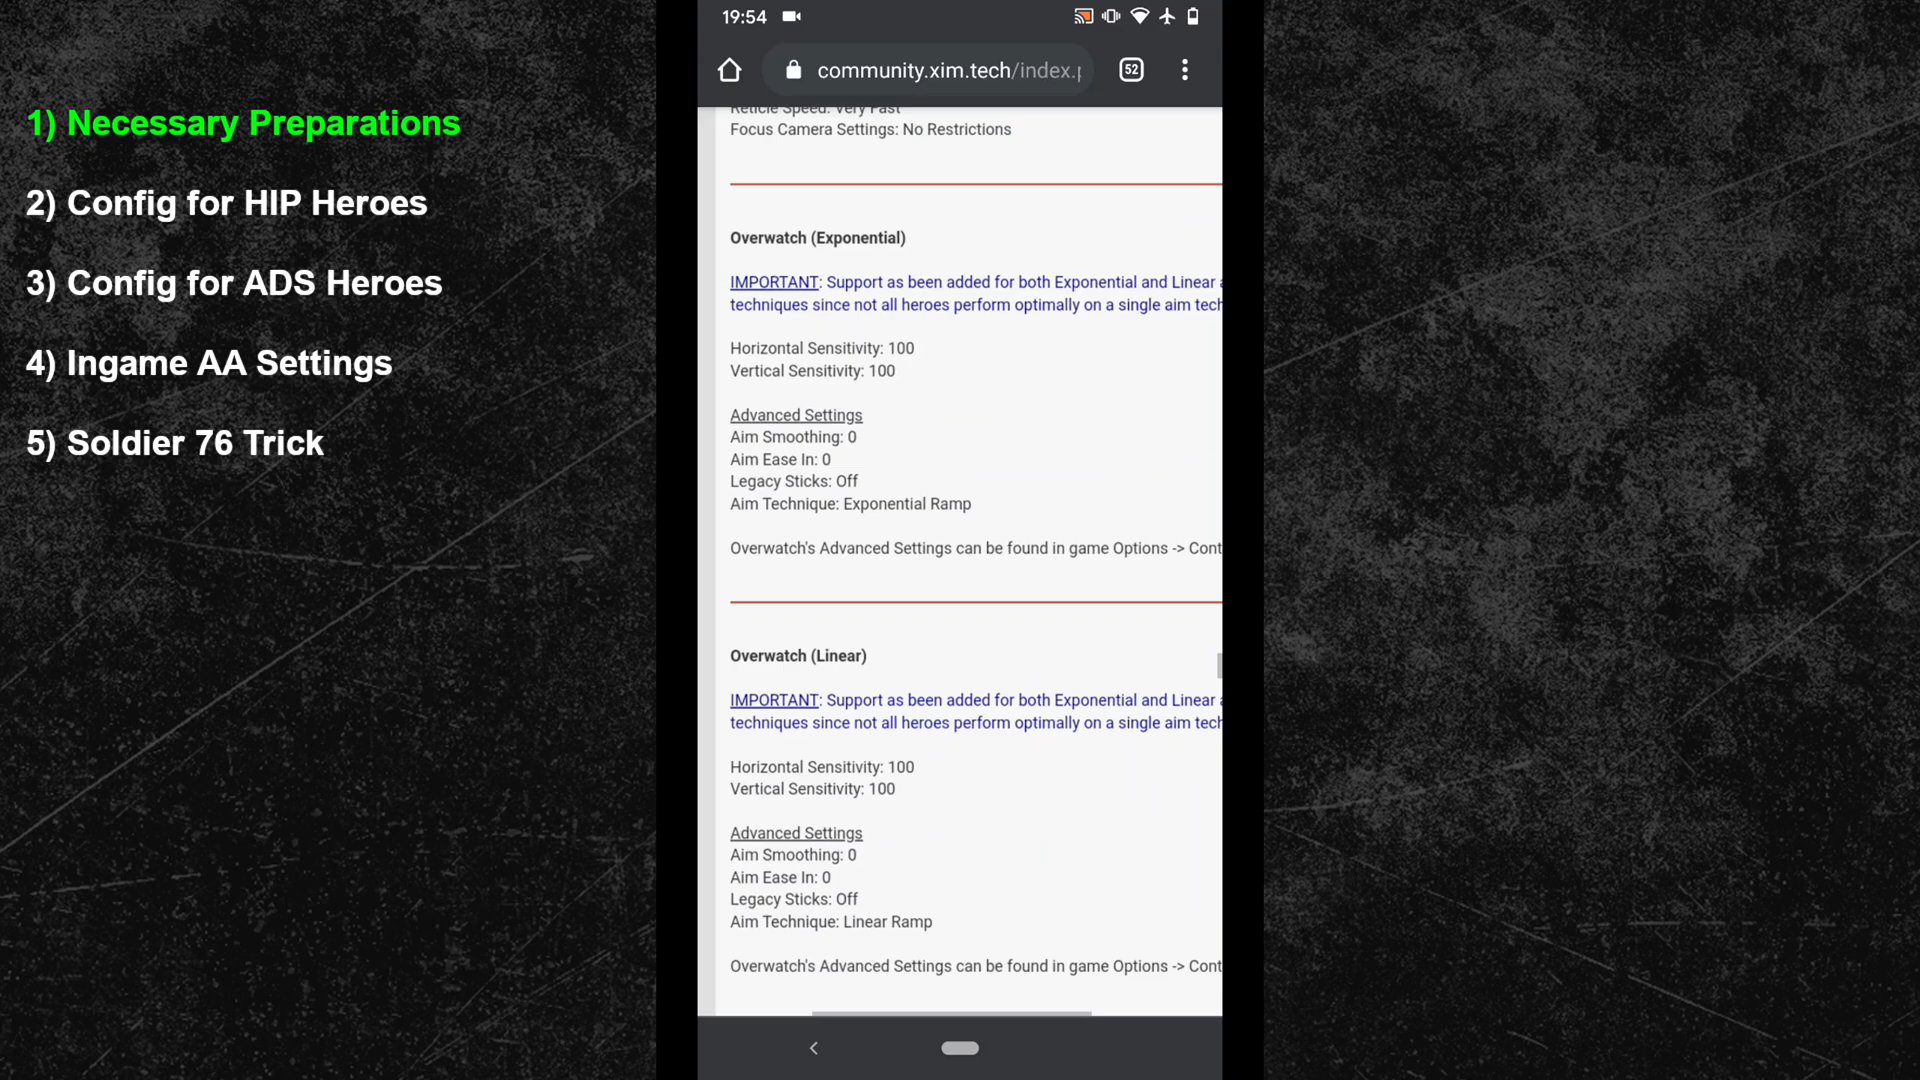 1) Necessary Preparations
2) Config for HIP Heroes
3) Config for ADS Heroes
4) Ingame AA Settings
5) Soldier 76 Trick
19:54
community.xim.tech/index.p
52
Reticle Speed: Very Fast
Focus Camera Settings: No Restrictions
Overwatch (Exponential)
IMPORTANT: Support as been added for both Exponential and Linear a
techniques since not all heroes perform optimally on a single aim tech
Horizontal Sensitivity: 100
Vertical Sensitivity: 100
Advanced Settings
Aim Smoothing: 0
Aim Ease In: 0
Legacy Sticks: Off
Aim Technique: Exponential Ramp
Overwatch's Advanced Settings can be found in game Options -> Cont
Overwatch (Linear)
IMPORTANT: Support as been added for both Exponential and Linear a
techniques since not all heroes perform optimally on a single aim tech
Horizontal Sensitivity: 100
Vertical Sensitivity: 100
Advanced Settings
Aim Smoothing: 0
Aim Ease In: 0
Legacy Sticks: Off
Aim Technique: Linear Ramp
Overwatch's Advanced Settings can be found in game Options -> Cont